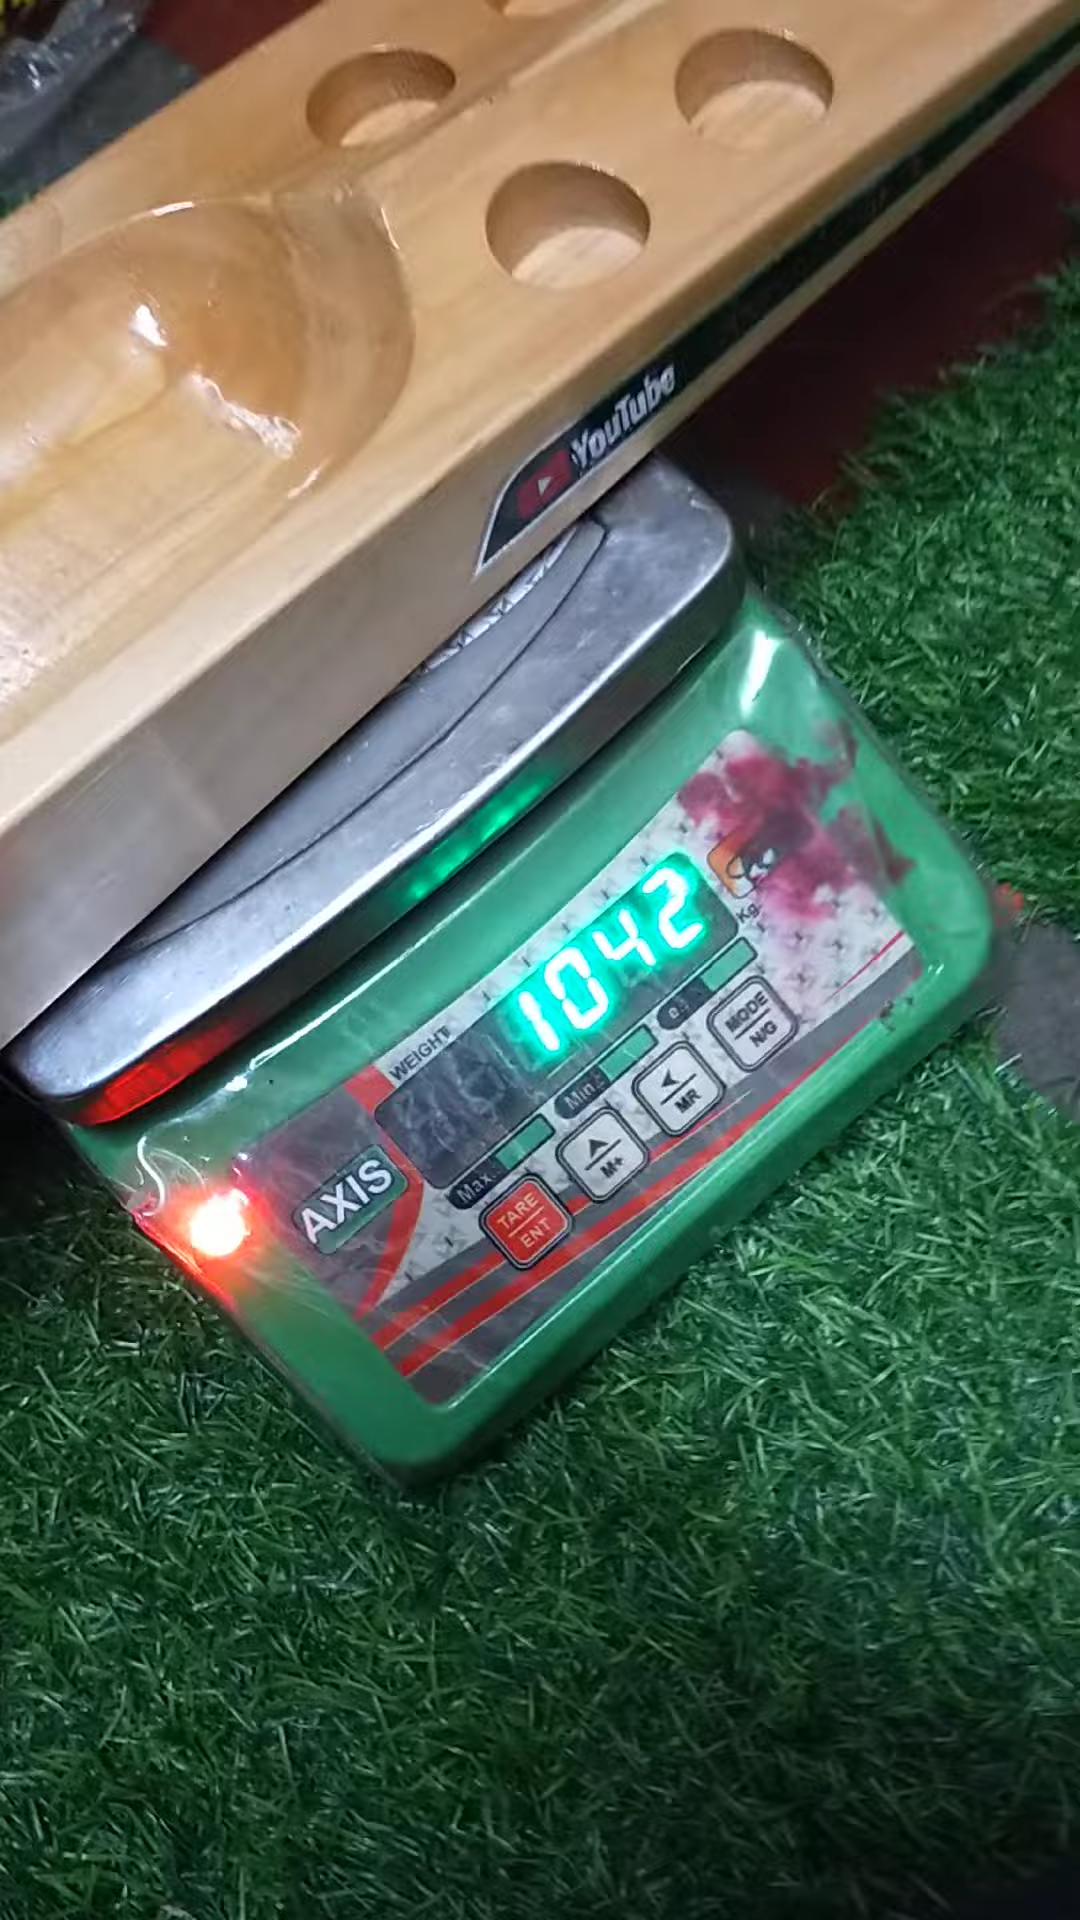 YouTube
1042
Kg.
WEIGHT
Max.
Min.
AXIS
TARE
ENT
M+
MR
MODE
N/G